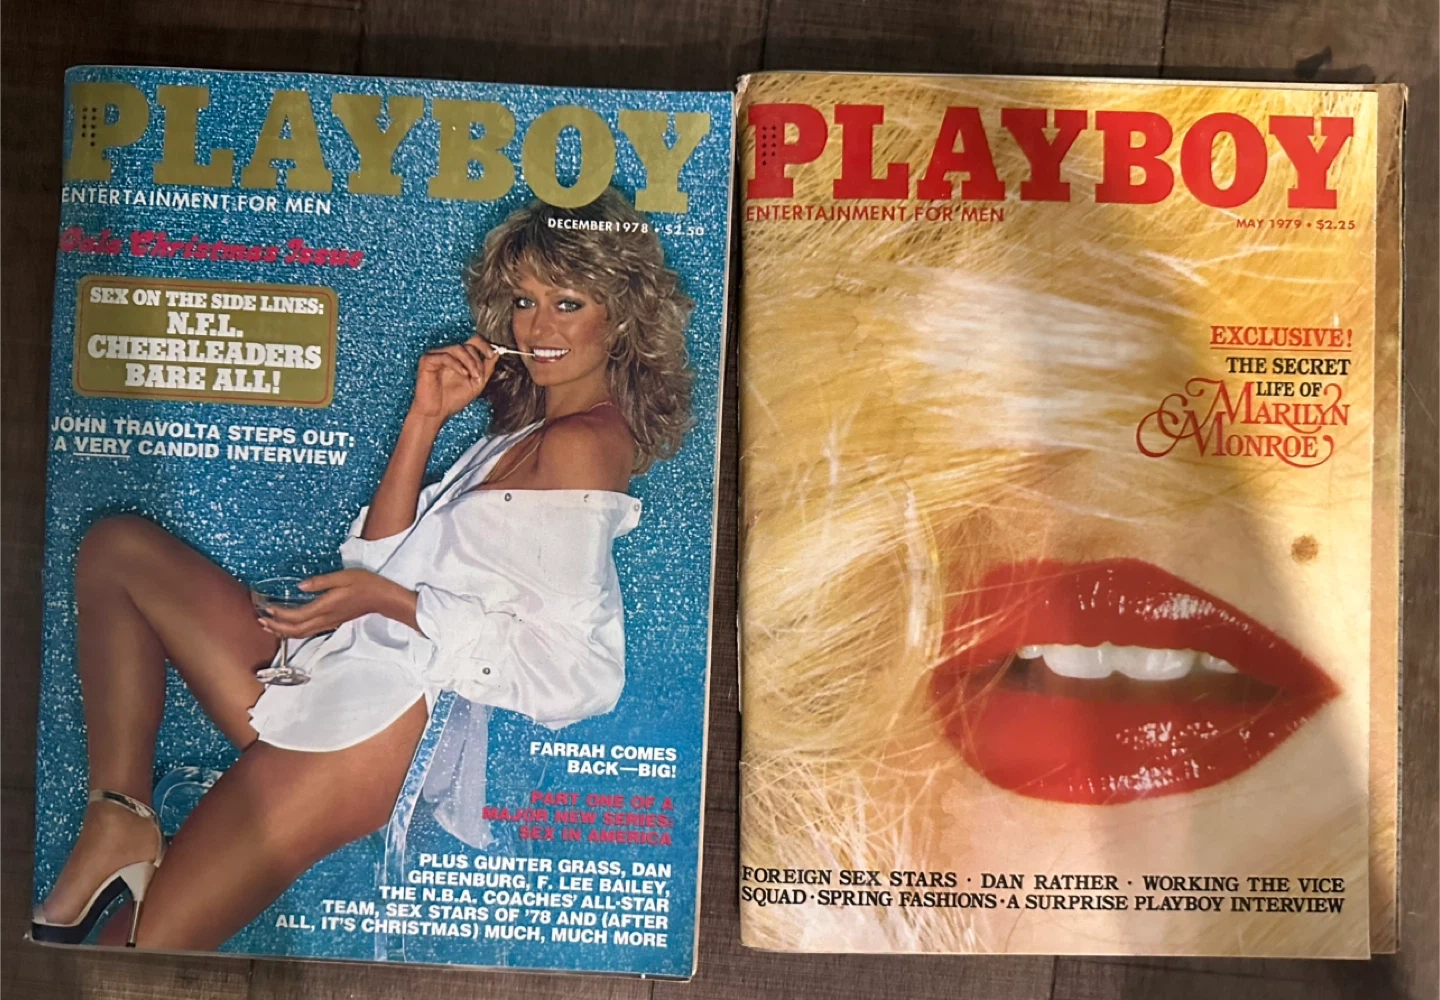 PLAYBOY
ENTERTAINMENT FOR MEN
DECEMBER 1978 • $2.50
Gala Christmas Issue
SEX ON THE SIDE LINES:
N.F.L.
CHEERLEADERS
BARE ALL!
JOHN TRAVOLTA STEPS OUT:
A VERY CANDID INTERVIEW
FARRAH COMES
BACK—BIG!
PART ONE OF A
MAJOR NEW SERIES:
SEX IN AMERICA
PLUS GUNTER GRASS, DAN
GREENBURG, F. LEE BAILEY,
THE N.B.A. COACHES' ALL-STAR
TEAM, SEX STARS OF '78 AND (AFTER
ALL, IT'S CHRISTMAS) MUCH, MUCH MORE
PLAYBOY
ENTERTAINMENT FOR MEN
MAY 1979 • $2.25
EXCLUSIVE!
THE SECRET
LIFE OF
MARILYN
MONROE
FOREIGN SEX STARS · DAN RATHER · WORKING THE VICE
SQUAD · SPRING FASHIONS · A SURPRISE PLAYBOY INTERVIEW